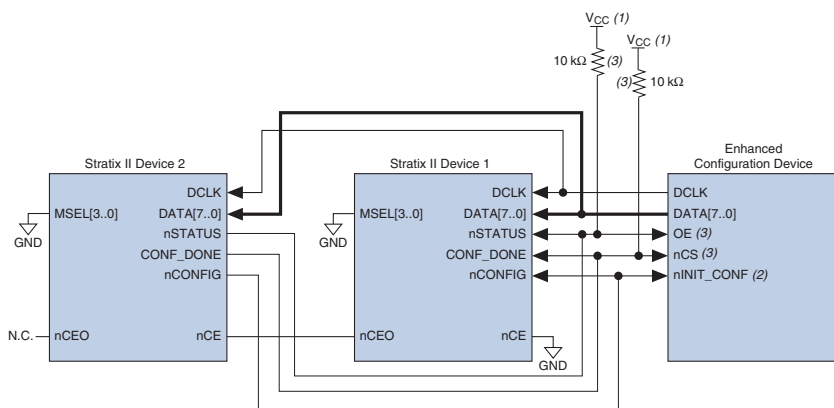 VCC (1)
VCC (1)
10 kΩ
(3)
(3)
10 kΩ
Stratix II Device 2
Stratix II Device 1
Enhanced
Configuration Device
DCLK
DCLK
DCLK
MSEL[3..0]
DATA[7..0]
MSEL[3..0]
DATA[7..0]
DATA[7..0]
GND
nSTATUS
GND
nSTATUS
OE (3)
CONF_DONE
CONF_DONE
nCS (3)
nCONFIG
nCONFIG
nINIT_CONF (2)
N.C.
nCEO
nCE
nCEO
nCE
GND